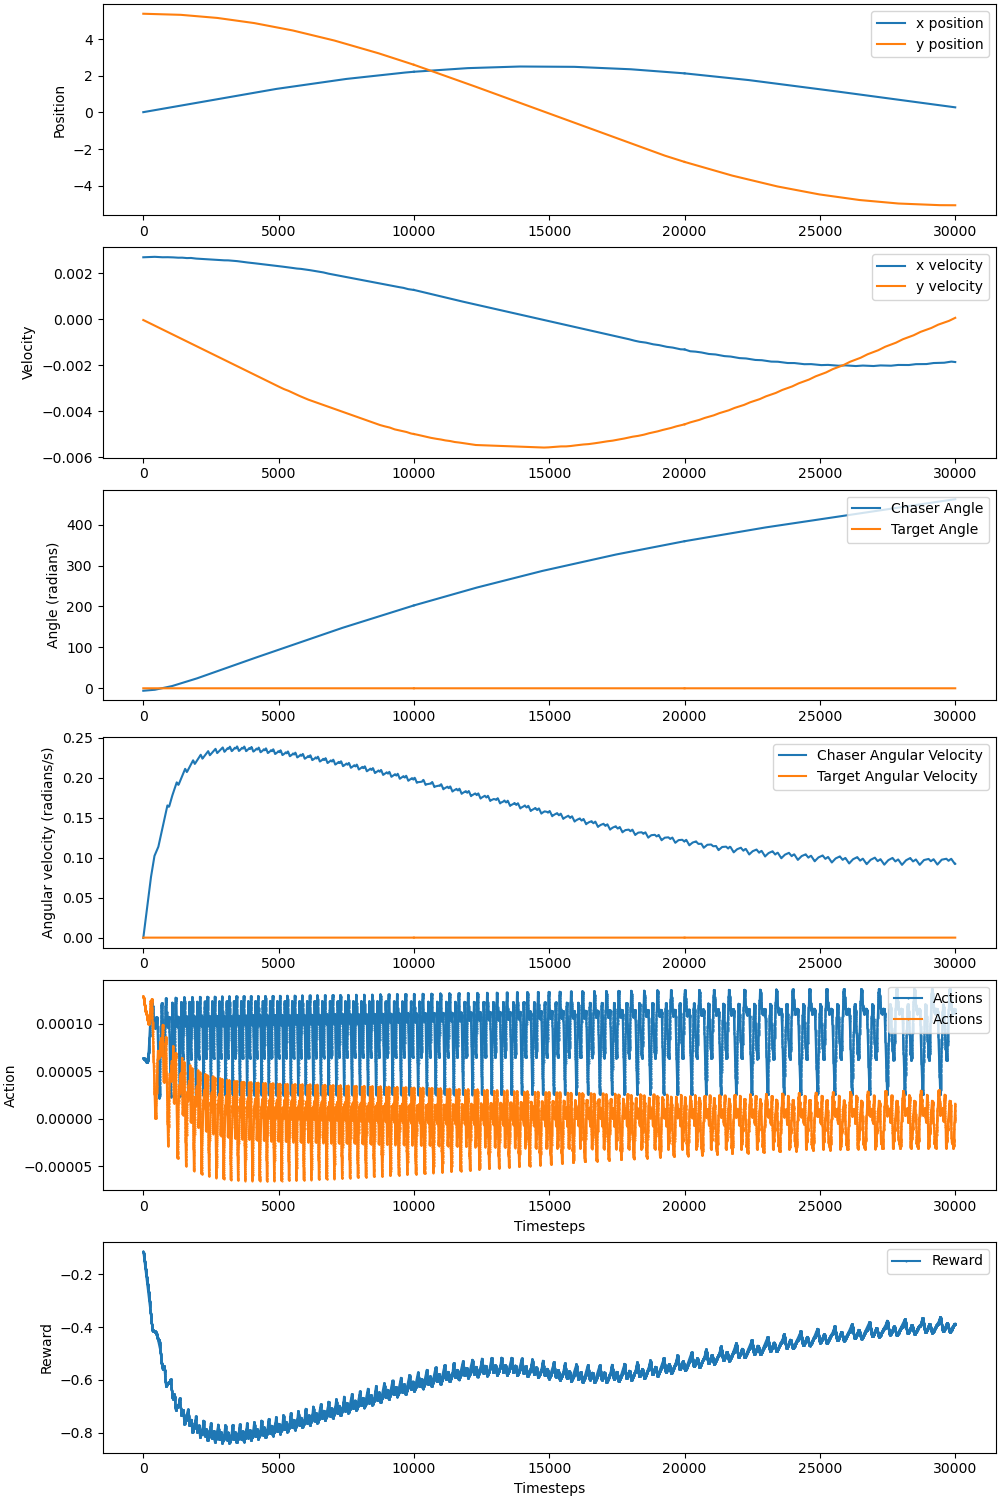 x position
y position
4
2
0
−2
−4
Position
0 5000 10000 15000 20000 25000 30000
x velocity
y velocity
0.002
0.000
−0.002
−0.004
−0.006
Velocity
0 5000 10000 15000 20000 25000 30000
Chaser Angle
Target Angle
400
300
200
100
0
Angle (radians)
0 5000 10000 15000 20000 25000 30000
Chaser Angular Velocity
Target Angular Velocity
0.25
0.20
0.15
0.10
0.05
0.00
Angular velocity (radians/s)
0 5000 10000 15000 20000 25000 30000
Actions
Actions
0.00010
0.00005
0.00000
−0.00005
Action
0 5000 10000 15000 20000 25000 30000
Timesteps
Reward
−0.2
−0.4
−0.6
−0.8
Reward
0 5000 10000 15000 20000 25000 30000
Timesteps